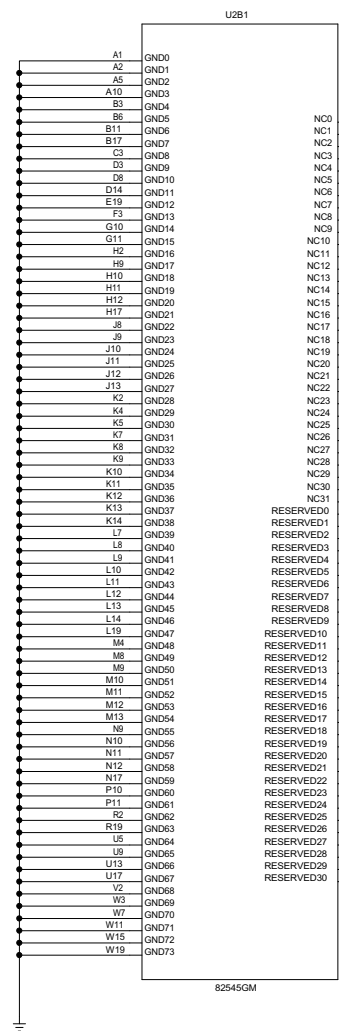 U2B1
A1 GND0
A2 GND1
A5 GND2
A10 GND3
B3 GND4
B6 GND5 NC0
B11 GND6 NC1
B17 GND7 NC2
C3 GND8 NC3
D3 GND9 NC4
D8 GND10 NC5
D14 GND11 NC6
E19 GND12 NC7
F3 GND13 NC8
G10 GND14 NC9
G11 GND15 NC10
H2 GND16 NC11
H9 GND17 NC12
H10 GND18 NC13
H11 GND19 NC14
H12 GND20 NC15
H17 GND21 NC16
J8 GND22 NC17
J9 GND23 NC18
J10 GND24 NC19
J11 GND25 NC20
J12 GND26 NC21
J13 GND27 NC22
K2 GND28 NC23
K4 GND29 NC24
K5 GND30 NC25
K7 GND31 NC26
K8 GND32 NC27
K9 GND33 NC28
K10 GND34 NC29
K11 GND35 NC30
K12 GND36 NC31
K13 GND37 RESERVED0
K14 GND38 RESERVED1
L7 GND39 RESERVED2
L8 GND40 RESERVED3
L9 GND41 RESERVED4
L10 GND42 RESERVED5
L11 GND43 RESERVED6
L12 GND44 RESERVED7
L13 GND45 RESERVED8
L14 GND46 RESERVED9
L19 GND47 RESERVED10
M4 GND48 RESERVED11
M8 GND49 RESERVED12
M9 GND50 RESERVED13
M10 GND51 RESERVED14
M11 GND52 RESERVED15
M12 GND53 RESERVED16
M13 GND54 RESERVED17
N9 GND55 RESERVED18
N10 GND56 RESERVED19
N11 GND57 RESERVED20
N12 GND58 RESERVED21
N17 GND59 RESERVED22
P10 GND60 RESERVED23
P11 GND61 RESERVED24
R2 GND62 RESERVED25
R19 GND63 RESERVED26
U5 GND64 RESERVED27
U9 GND65 RESERVED28
U13 GND66 RESERVED29
U17 GND67 RESERVED30
V2 GND68
W3 GND69
W7 GND70
W11 GND71
W15 GND72
W19 GND73
82545GM